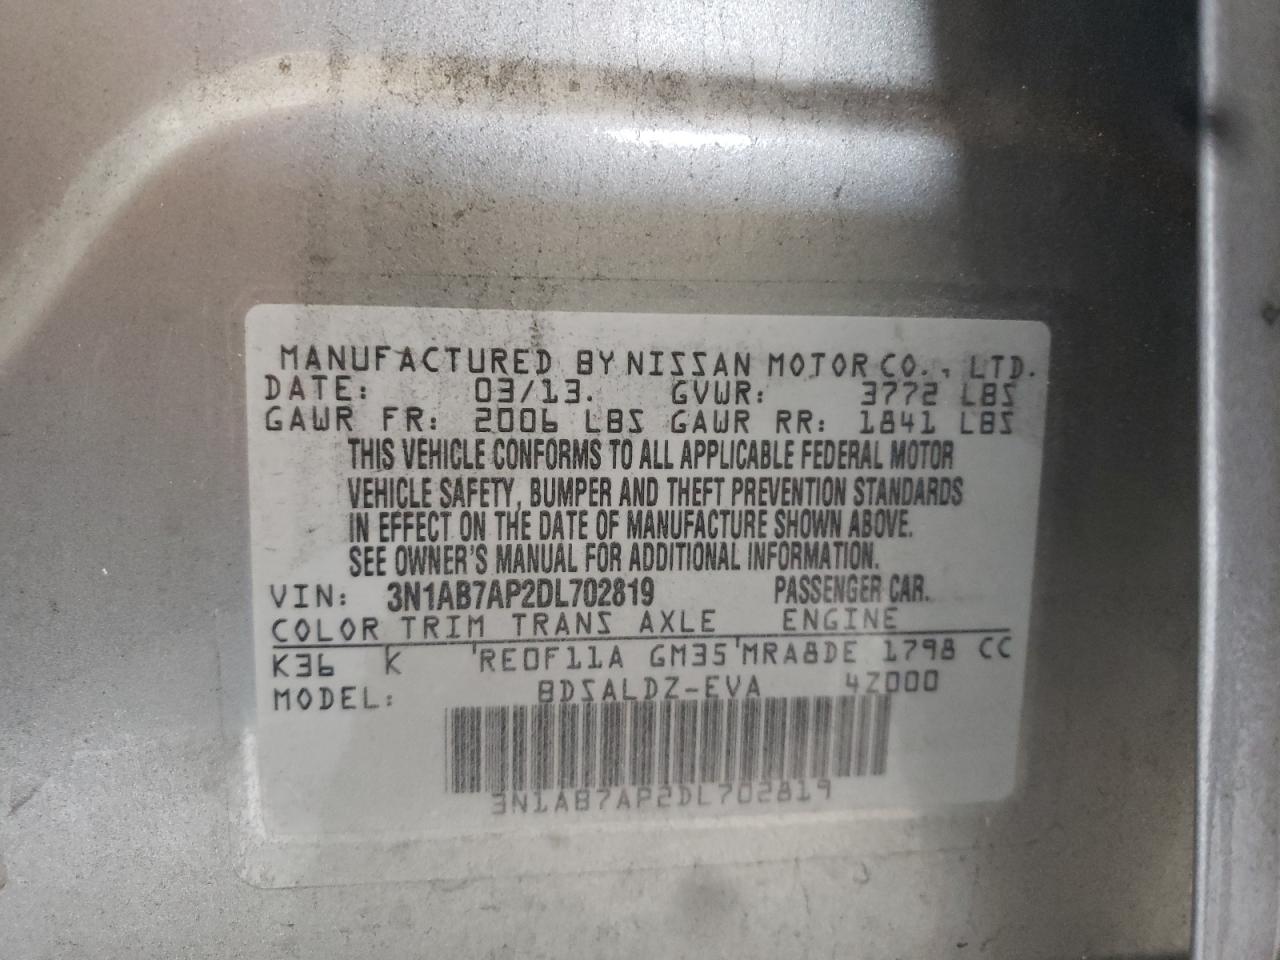 MANUFACTURED BY NISSAN MOTOR CO., LTD.
DATE: 03/13. GVWR: 3772 LBS
GAWR FR: 2006 LBS GAWR RR: 1841 LBS
THIS VEHICLE CONFORMS TO ALL APPLICABLE FEDERAL MOTOR
VEHICLE SAFETY, BUMPER AND THEFT PREVENTION STANDARDS
IN EFFECT ON THE DATE OF MANUFACTURE SHOWN ABOVE.
SEE OWNER'S MANUAL FOR ADDITIONAL INFORMATION.
VIN: 3N1AB7AP2DL702819 PASSENGER CAR.
COLOR TRIM TRANS AXLE ENGINE
K36 K RE0F11A GM35 MRA8DE 1798 CC
MODEL: BDSALDZ-EVA 4Z000
3N1AB7AP2DL702819